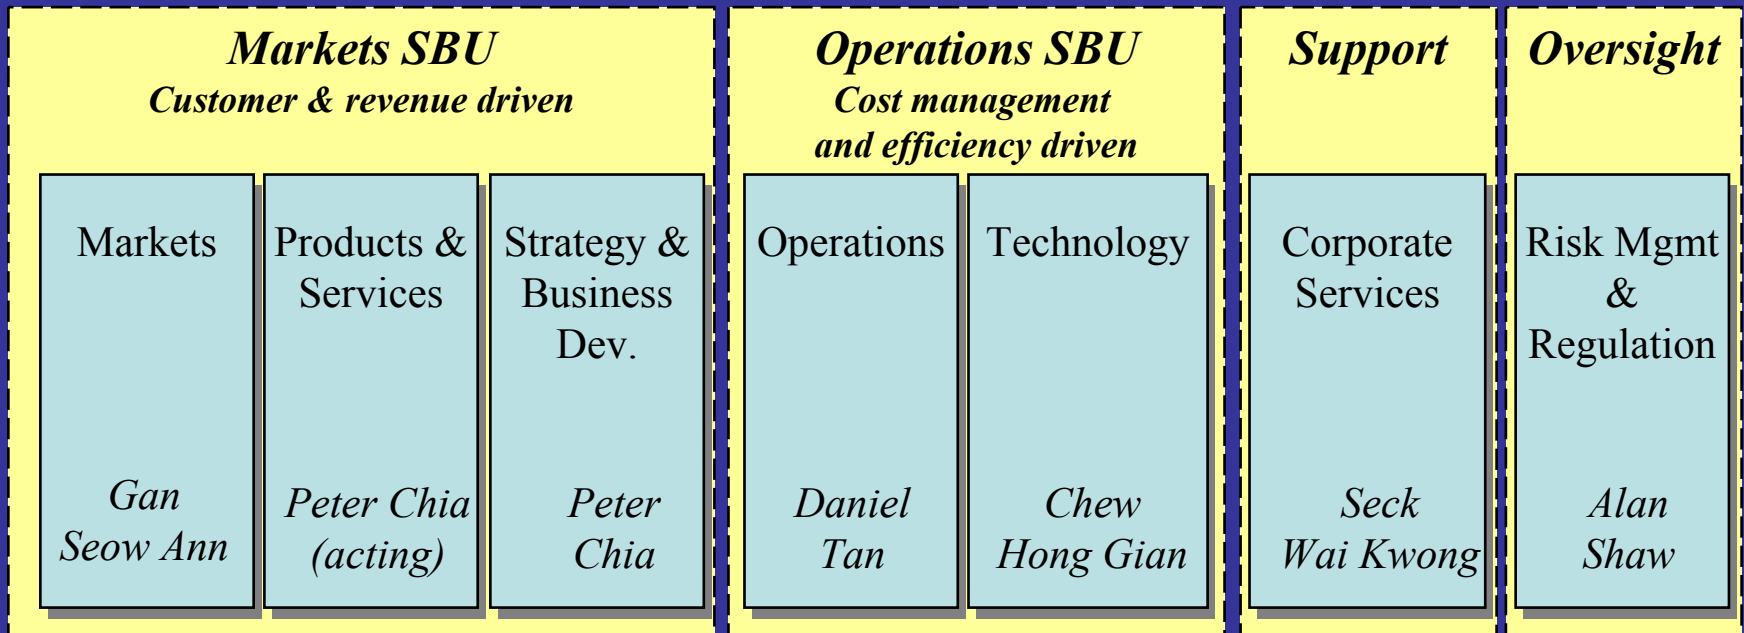 Markets SBU
Customer & revenue driven
Markets
Gan
Seow Ann
Products &
Services
Peter Chia
(acting)
Strategy &
Business
Dev.
Peter
Chia
Operations SBU
Cost management
and efficiency driven
Operations
Daniel
Tan
Technology
Chew
Hong Gian
Support
Corporate
Services
Seck
Wai Kwong
Oversight
Risk Mgmt
&
Regulation
Alan
Shaw